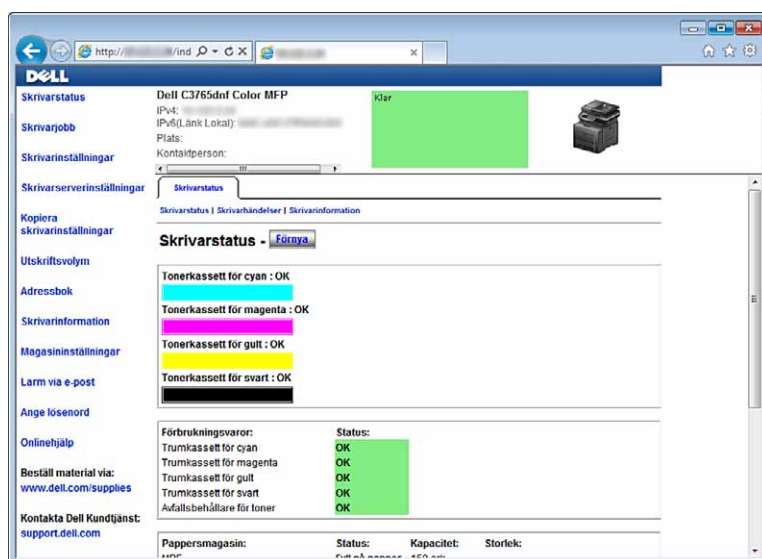 http:// /ind
DELL
Skrivarstatus
Skrivarjobb
Skrivarinställningar
Skrivarserverinställningar
Kopiera
skrivarinställningar
Utskriftsvolym
Adressbok
Skrivarinformation
Magasininställningar
Larm via e-post
Ange lösenord
Onlinehjälp
Beställ material via:
www.dell.com/supplies
Kontakta Dell Kundtjänst:
support.dell.com
Dell C3765dnf Color MFP
IPv4:
IPv6(Länk Lokal):
Plats:
Kontaktperson:
Klar
Skrivarstatus
Skrivarstatus | Skrivarhändelser | Skrivarinformation
Skrivarstatus - Förnya
Tonerkassett för cyan : OK
Tonerkassett för magenta : OK
Tonerkassett för gult : OK
Tonerkassett för svart : OK
Förbrukningsvaror: Status:
Trumkassett för cyan OK
Trumkassett för magenta OK
Trumkassett för gult OK
Trumkassett för svart OK
Avfallsbehållare för toner OK
Pappersmagasin: Status: Kapacitet: Storlek: